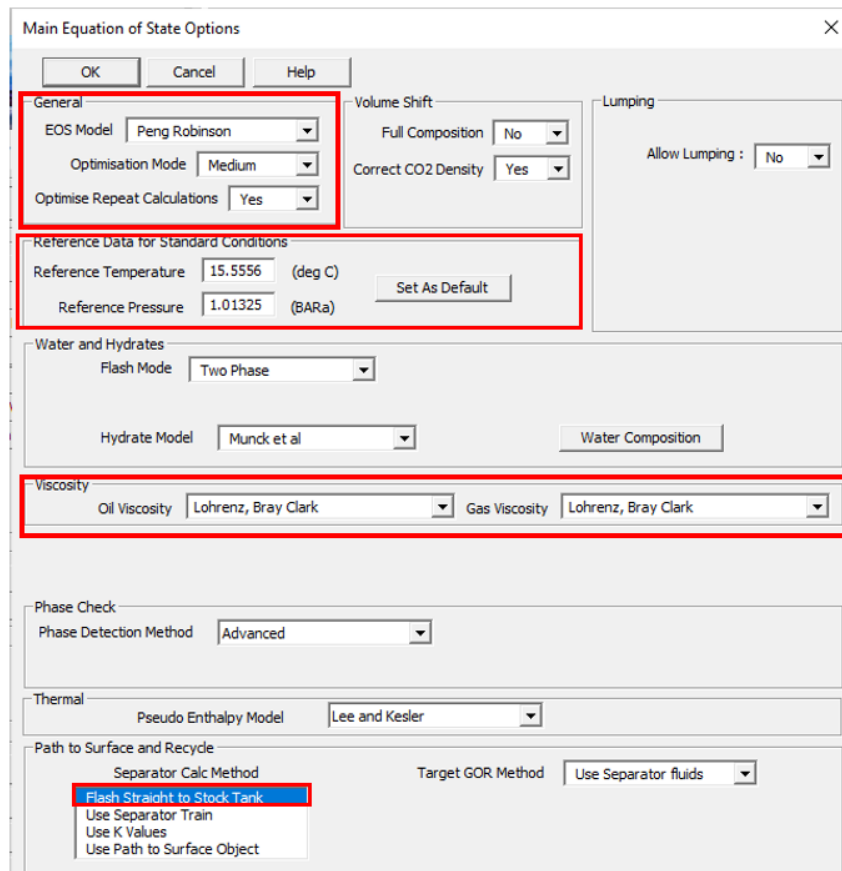 Main Equation of State Options
OK Cancel Help
General
EOS Model Peng Robinson
Optimisation Mode Medium
Optimise Repeat Calculations Yes
Volume Shift
Full Composition No
Correct CO2 Density Yes
Lumping
Allow Lumping : No
Reference Data for Standard Conditions
Reference Temperature 15.5556 (deg C)
Reference Pressure 1.01325 (BARa)
Set As Default
Water and Hydrates
Flash Mode Two Phase
Hydrate Model Munck et al Water Composition
Viscosity
Oil Viscosity Lohrenz, Bray Clark Gas Viscosity Lohrenz, Bray Clark
Phase Check
Phase Detection Method Advanced
Thermal
Pseudo Enthalpy Model Lee and Kesler
Path to Surface and Recycle
Separator Calc Method Target GOR Method Use Separator fluids
Flash Straight to Stock Tank
Use Separator Train
Use K Values
Use Path to Surface Object